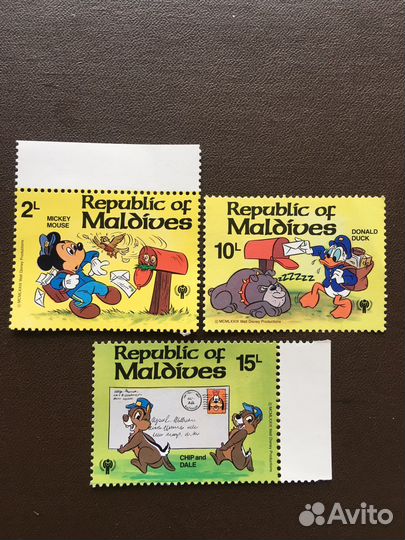 Republic of
Maldives
2L
MICKEY
MOUSE
© MCMLXXIX Walt Disney Productions
Republic of
Maldives
10L
DONALD
DUCK
ZZZZZZ
© MCMLXXIX Walt Disney Productions
Republic of
Maldives
15L
CHIP and
DALE
© MCMLXXIX Walt Disney Productions
Avito